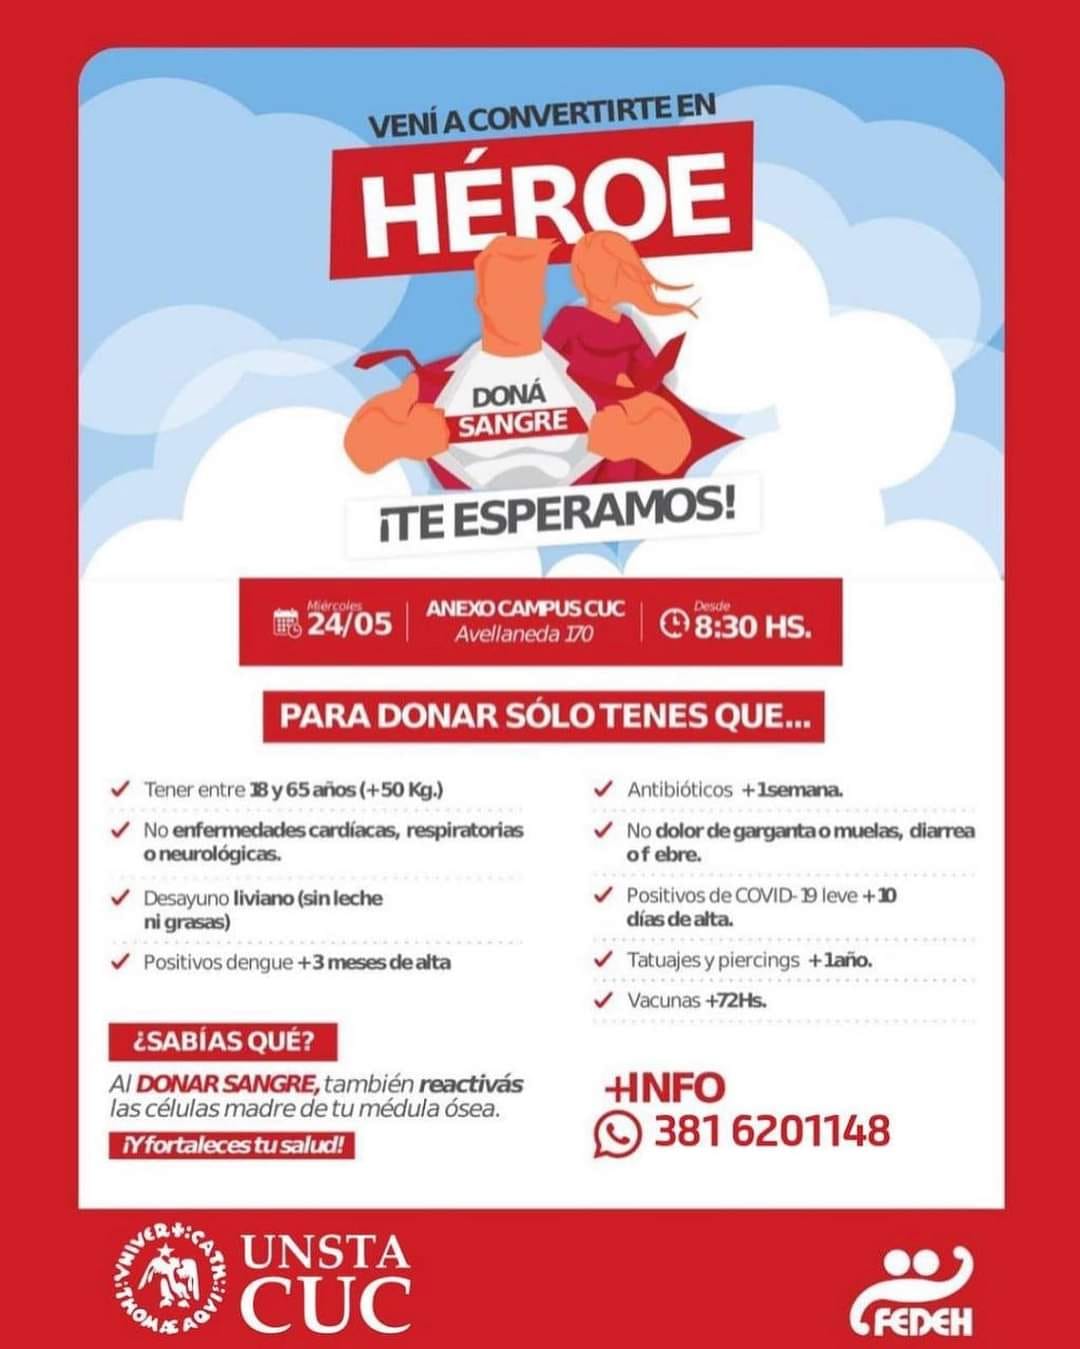 VENÍ A CONVERTIRTE EN
HÉROE
DONÁ
SANGRE
¡TE ESPERAMOS!
Miércoles
24/05
ANEXO CAMPUS CUC
Avellaneda 170
Desde
8:30 HS.
PARA DONAR SÓLO TENES QUE...
Tener entre 18 y 65 años (+50 Kg.)
No enfermedades cardíacas, respiratorias
o neurológicas.
Desayuno liviano (sin leche
ni grasas)
Positivos dengue +3 meses de alta
Antibióticos +1semana.
No dolor de garganta o muelas, diarrea
o f ebre.
Positivos de COVID-19 leve +10
días de alta.
Tatuajes y piercings +1año.
Vacunas +72Hs.
¿SABÍAS QUÉ?
Al DONAR SANGRE, también reactivás
las células madre de tu médula ósea.
¡Y fortaleces tu salud!
+INFO
381 6201148
VNIVER CATH S THOMÆ AQVI
UNSTA
CUC
FEDEH